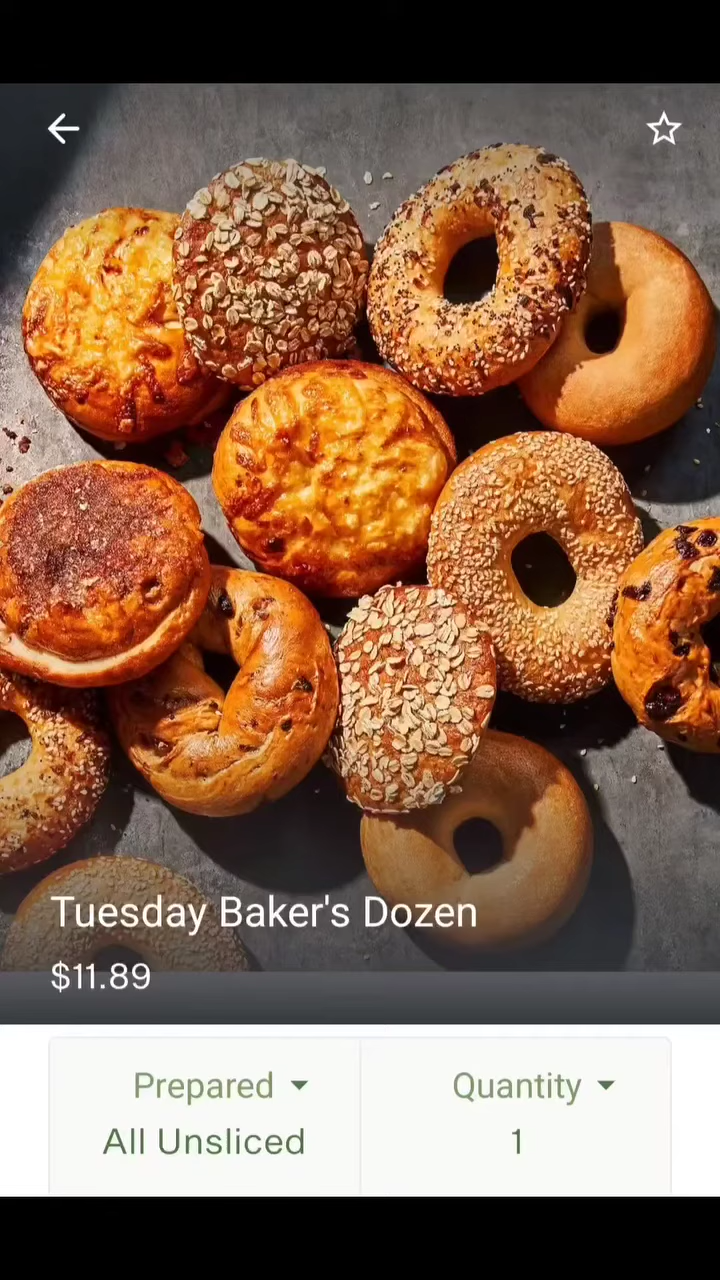 Tuesday Baker's Dozen
$11.89
Prepared
Quantity
All Unsliced
1